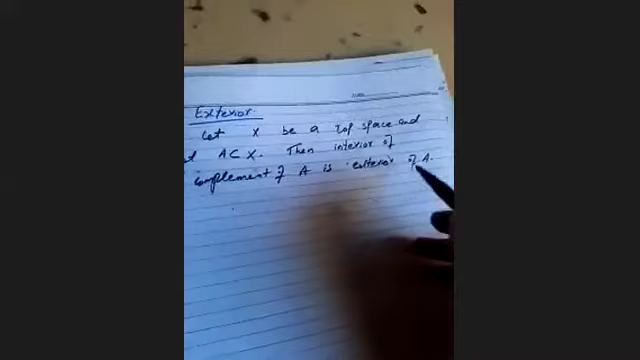 Exterior.
Let X be a Top space and
A ⊂ X. Then interior of
complement of A is exterior of A.